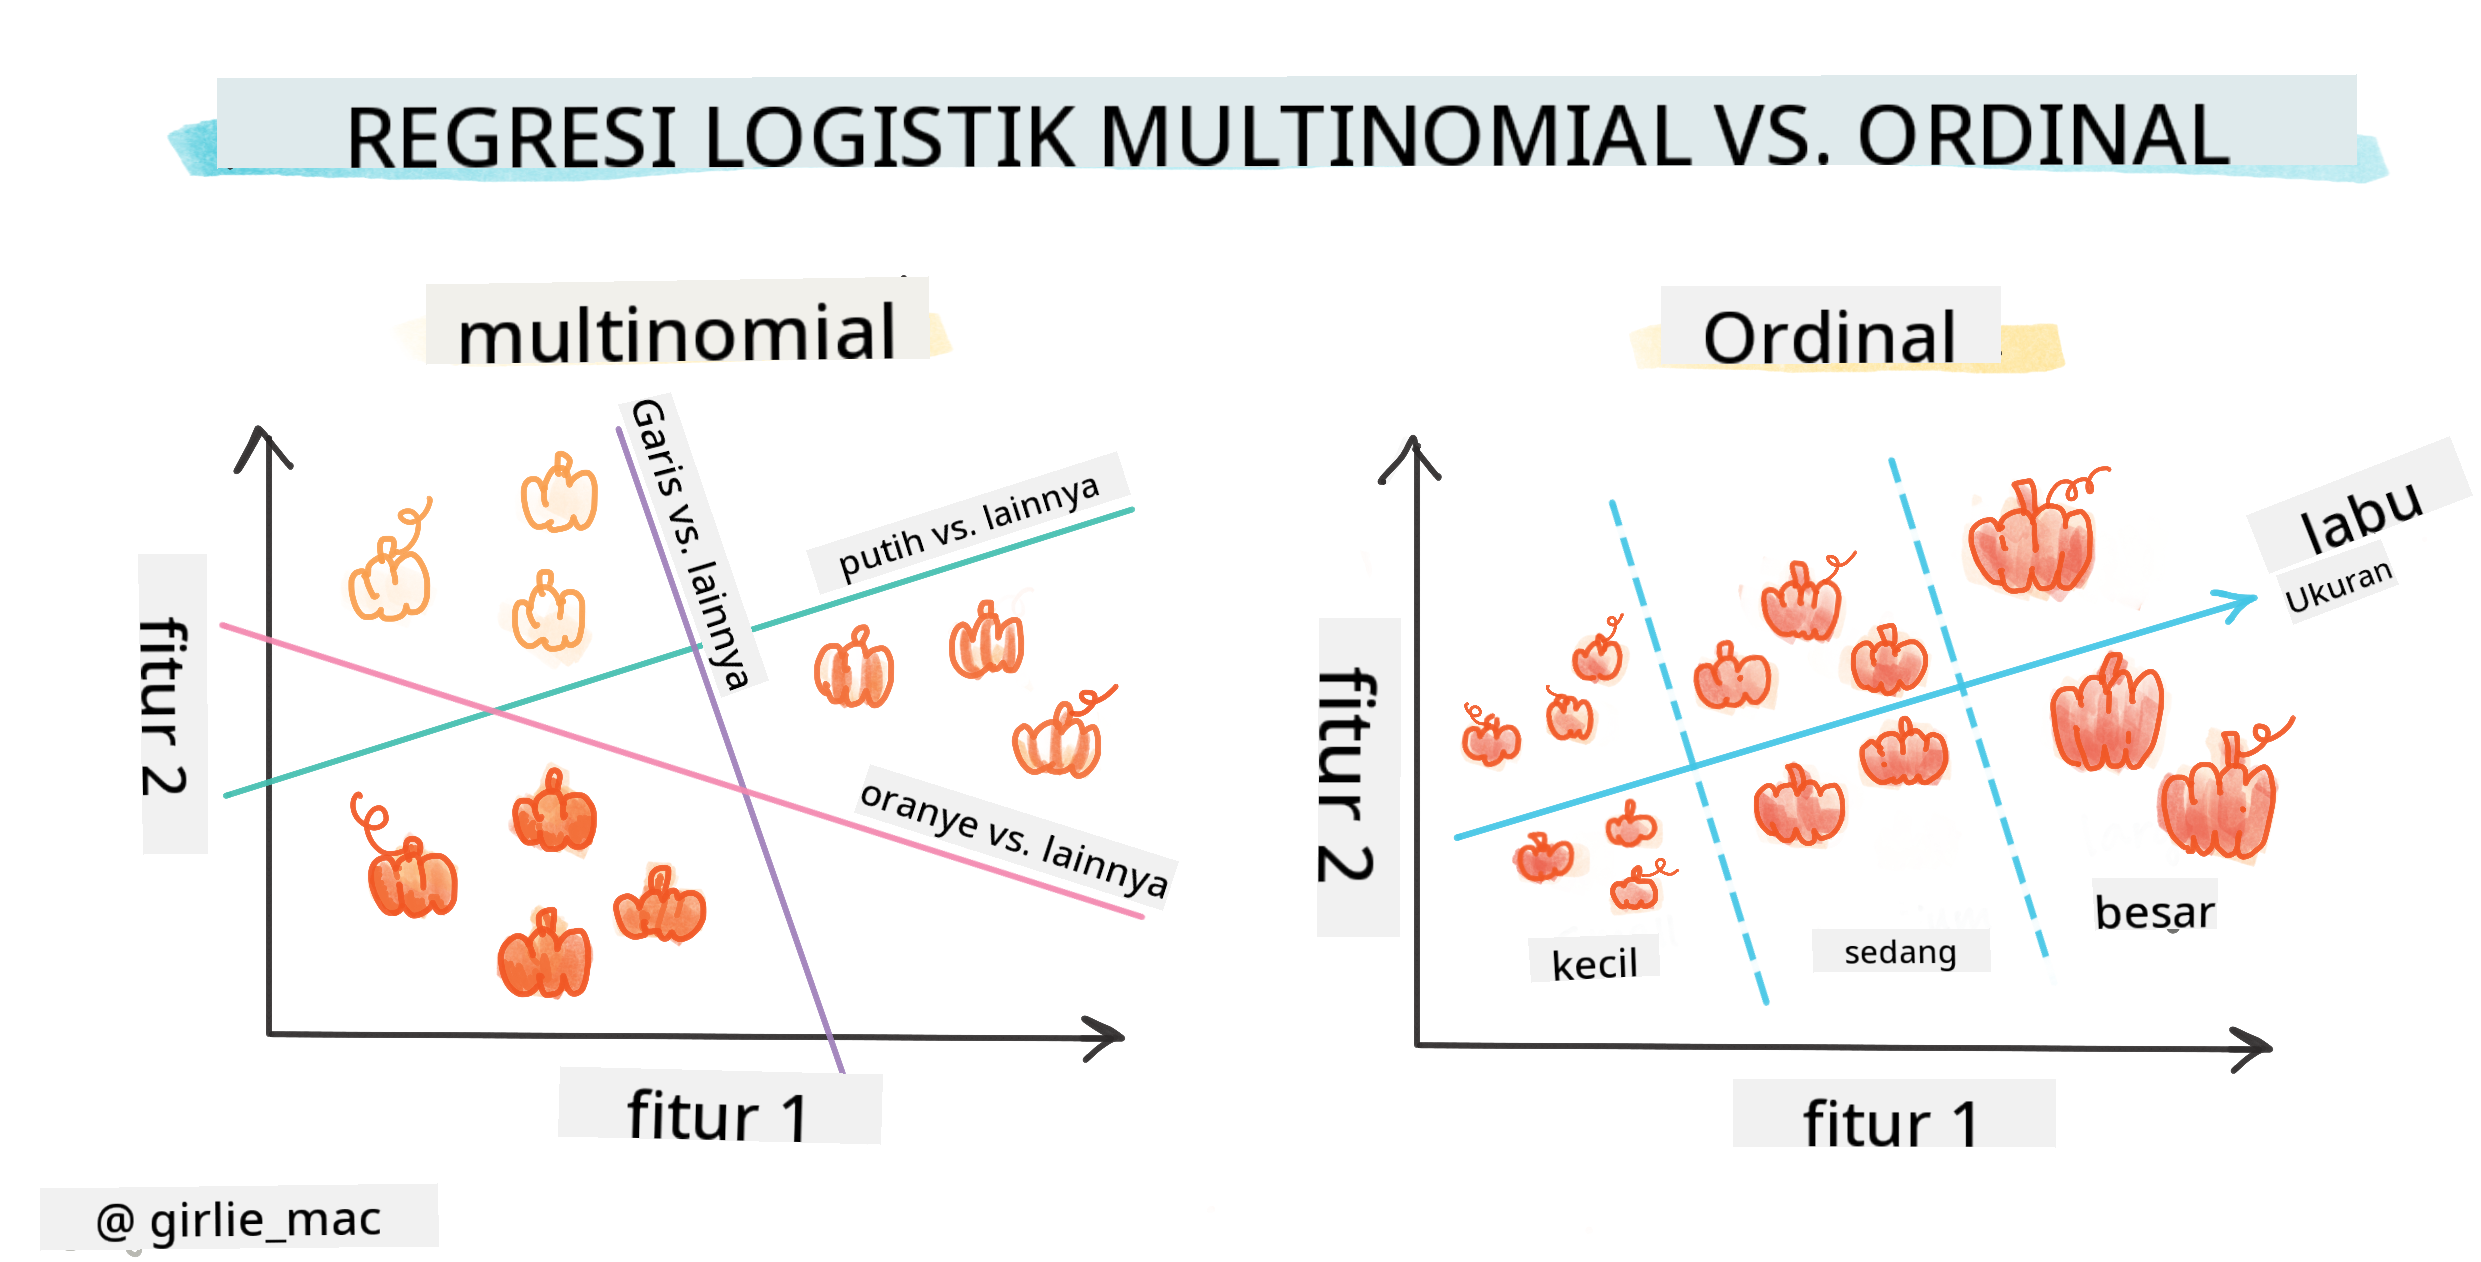 REGRESI LOGISTIK MULTINOMIAL VS. ORDINAL
multinomial
Garis vs. lainnya
putih vs. lainnya
oranye vs. lainnya
fitur 2
fitur 1
Ordinal
labu
Ukuran
fitur 2
kecil
sedang
besar
fitur 1
@ girlie_mac